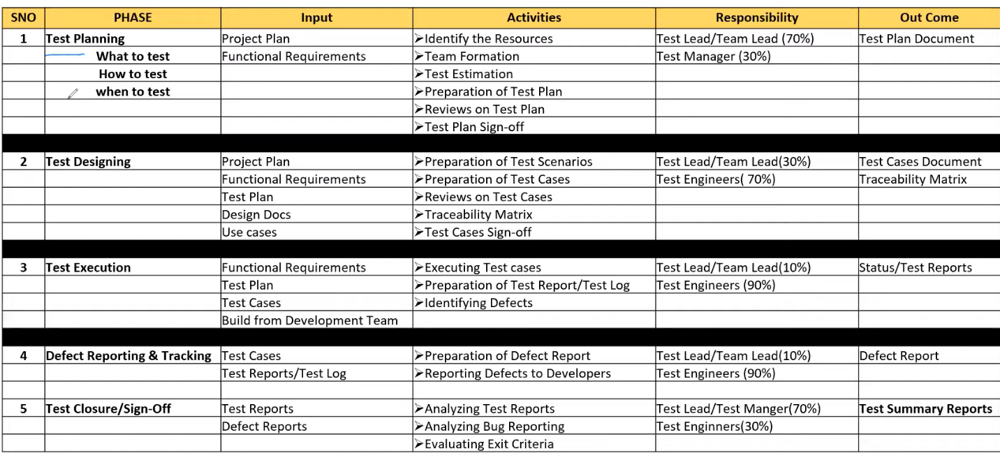 SNO PHASE Input Activities Responsibility Out Come
1 Test Planning Project Plan ➢Identify the Resources Test Lead/Team Lead (70%) Test Plan Document
What to test Functional Requirements ➢Team Formation Test Manager (30%)
How to test ➢Test Estimation
when to test ➢Preparation of Test Plan
➢Reviews on Test Plan
➢Test Plan Sign-off
2 Test Designing Project Plan ➢Preparation of Test Scenarios Test Lead/Team Lead(30%) Test Cases Document
Functional Requirements ➢Preparation of Test Cases Test Engineers( 70%) Traceability Matrix
Test Plan ➢Reviews on Test Cases
Design Docs ➢Traceability Matrix
Use cases ➢Test Cases Sign-off
3 Test Execution Functional Requirements ➢Executing Test cases Test Lead/Team Lead(10%) Status/Test Reports
Test Plan ➢Preparation of Test Report/Test Log Test Engineers (90%)
Test Cases ➢Identifying Defects
Build from Development Team
4 Defect Reporting & Tracking Test Cases ➢Preparation of Defect Report Test Lead/Team Lead(10%) Defect Report
Test Reports/Test Log ➢Reporting Defects to Developers Test Engineers (90%)
5 Test Closure/Sign-Off Test Reports ➢Analyzing Test Reports Test Lead/Test Manger(70%) Test Summary Reports
Defect Reports ➢Analyzing Bug Reporting Test Enginners(30%)
➢Evaluating Exit Criteria